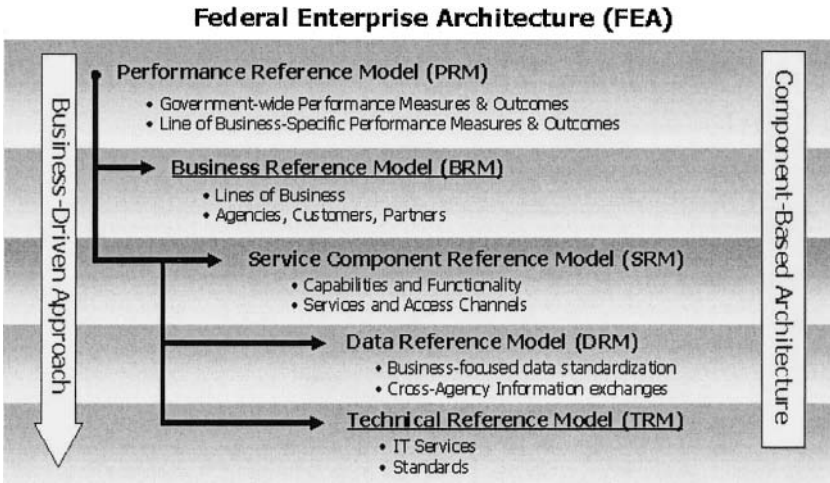 Federal Enterprise Architecture (FEA)
Business-Driven Approach
Performance Reference Model (PRM)
• Government-wide Performance Measures & Outcomes
• Line of Business-Specific Performance Measures & Outcomes
Business Reference Model (BRM)
• Lines of Business
• Agencies, Customers, Partners
Service Component Reference Model (SRM)
• Capabilities and Functionality
• Services and Access Channels
Data Reference Model (DRM)
• Business-focused data standardization
• Cross-Agency Information exchanges
Technical Reference Model (TRM)
• IT Services
• Standards
Component-Based Architecture